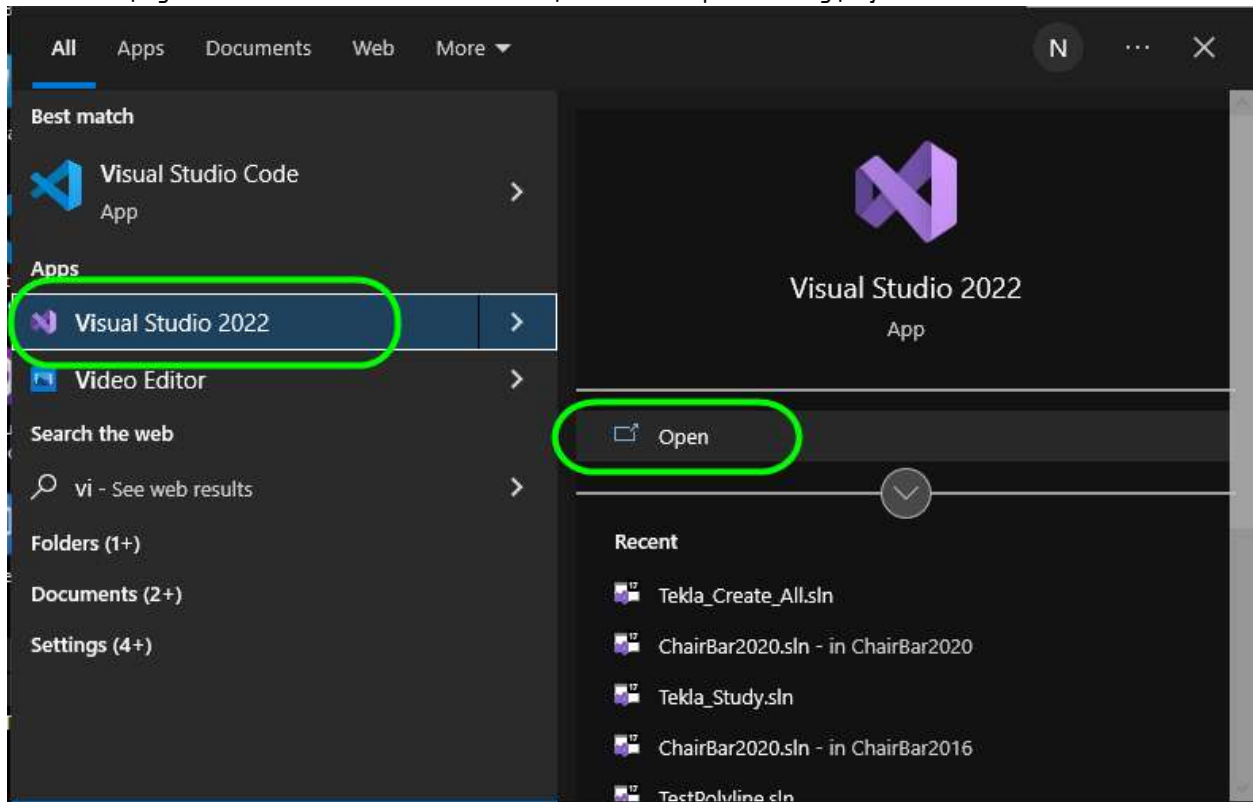 All Apps Documents Web More N ...
Best match
Visual Studio Code
App
Apps
Visual Studio 2022
Video Editor
Search the web
vi - See web results
Folders (1+)
Documents (2+)
Settings (4+)
Visual Studio 2022
App
Open
Recent
Tekla_Create_All.sln
ChairBar2020.sln - in ChairBar2020
Tekla_Study.sln
ChairBar2020.sln - in ChairBar2016
TestPolyline.sln